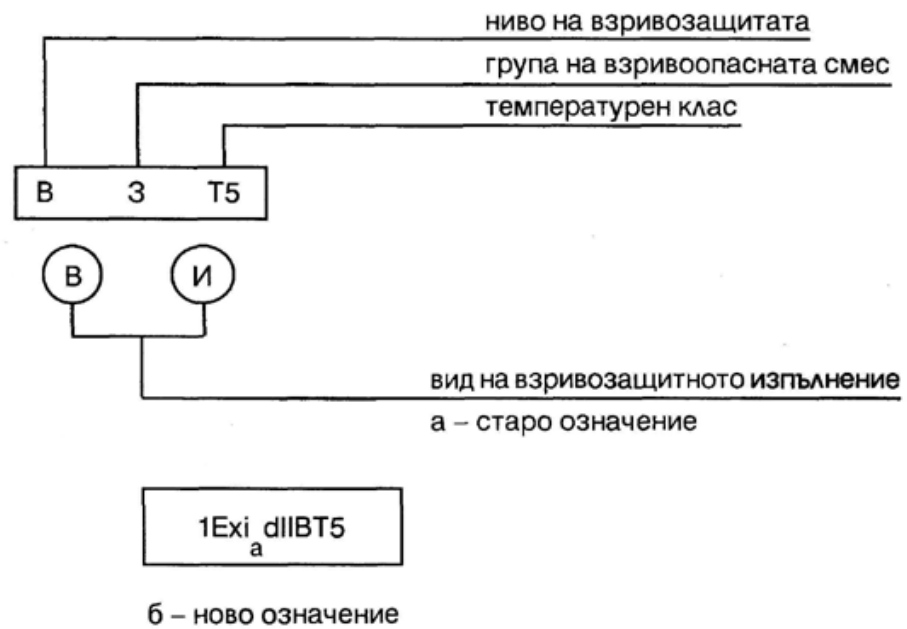 ниво на взривозащитата
група на взривоопасната смес
температурен клас
В З Т5
В И
вид на взривозащитното изпълнение
а – старо означение
1Exi_a dIIBT5
б – ново означение